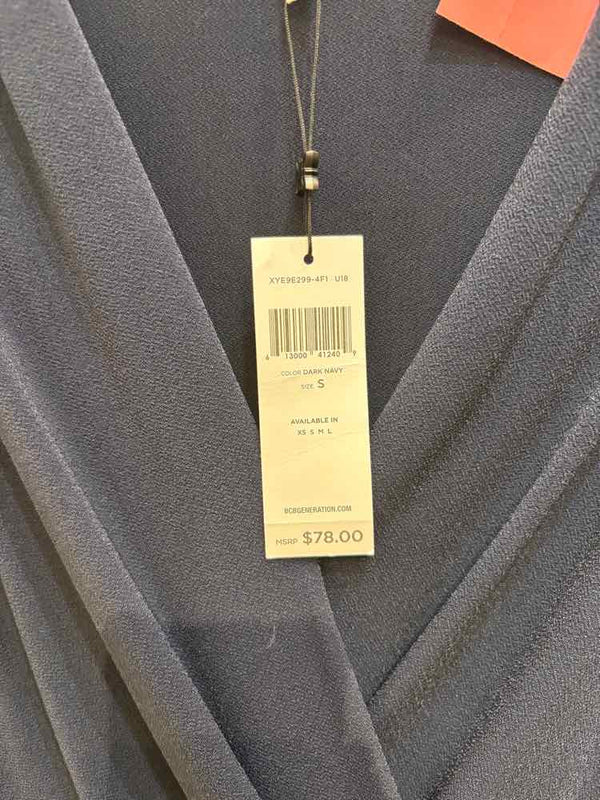 XYE9E299-4F1 U18
6 13000 41240 9
COLOR DARK NAVY
SIZE S
AVAILABLE IN
XS S M L
BCBGENERATION.COM
MSRP $78.00